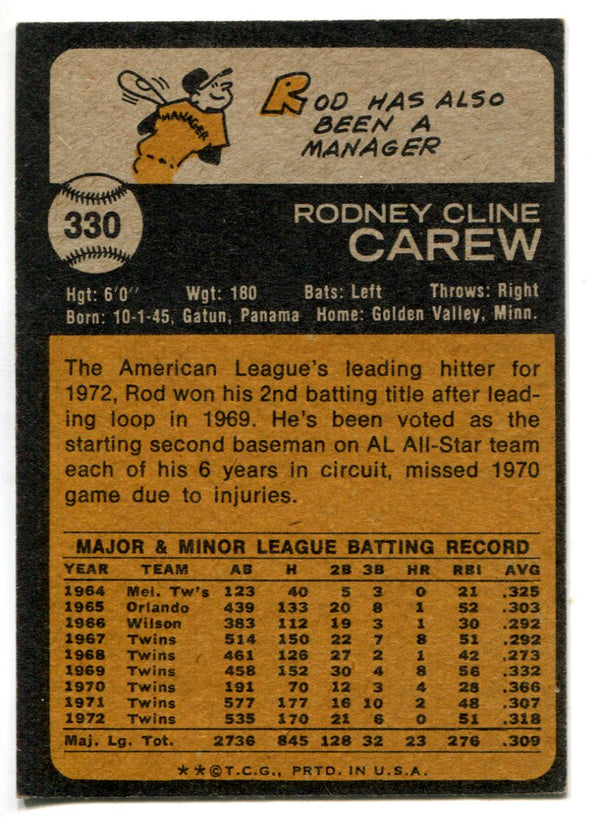 MANAGER
ROD HAS ALSO
BEEN A
MANAGER
330
RODNEY CLINE
CAREW
Hgt: 6'0" Wgt: 180 Bats: Left Throws: Right
Born: 10-1-45, Gatun, Panama Home: Golden Valley, Minn.
The American League's leading hitter for
1972, Rod won his 2nd batting title after lead-
ing loop in 1969. He's been voted as the
starting second baseman on AL All-Star team
each of his 6 years in circuit, missed 1970
game due to injuries.
MAJOR & MINOR LEAGUE BATTING RECORD
YEAR TEAM AB H 2B 3B HR RBI AVG
1964 Mel. Tw's 123 40 5 3 0 21 .325
1965 Orlando 439 133 20 8 1 52 .303
1966 Wilson 383 112 19 3 1 30 .292
1967 Twins 514 150 22 7 8 51 .292
1968 Twins 461 126 27 2 1 42 .273
1969 Twins 458 152 30 4 8 56 .332
1970 Twins 191 70 12 3 4 28 .366
1971 Twins 577 177 16 10 2 48 .307
1972 Twins 535 170 21 6 0 51 .318
Maj. Lg. Tot. 2736 845 128 32 23 276 .309
**©T.C.G., PRTD. IN U.S.A.